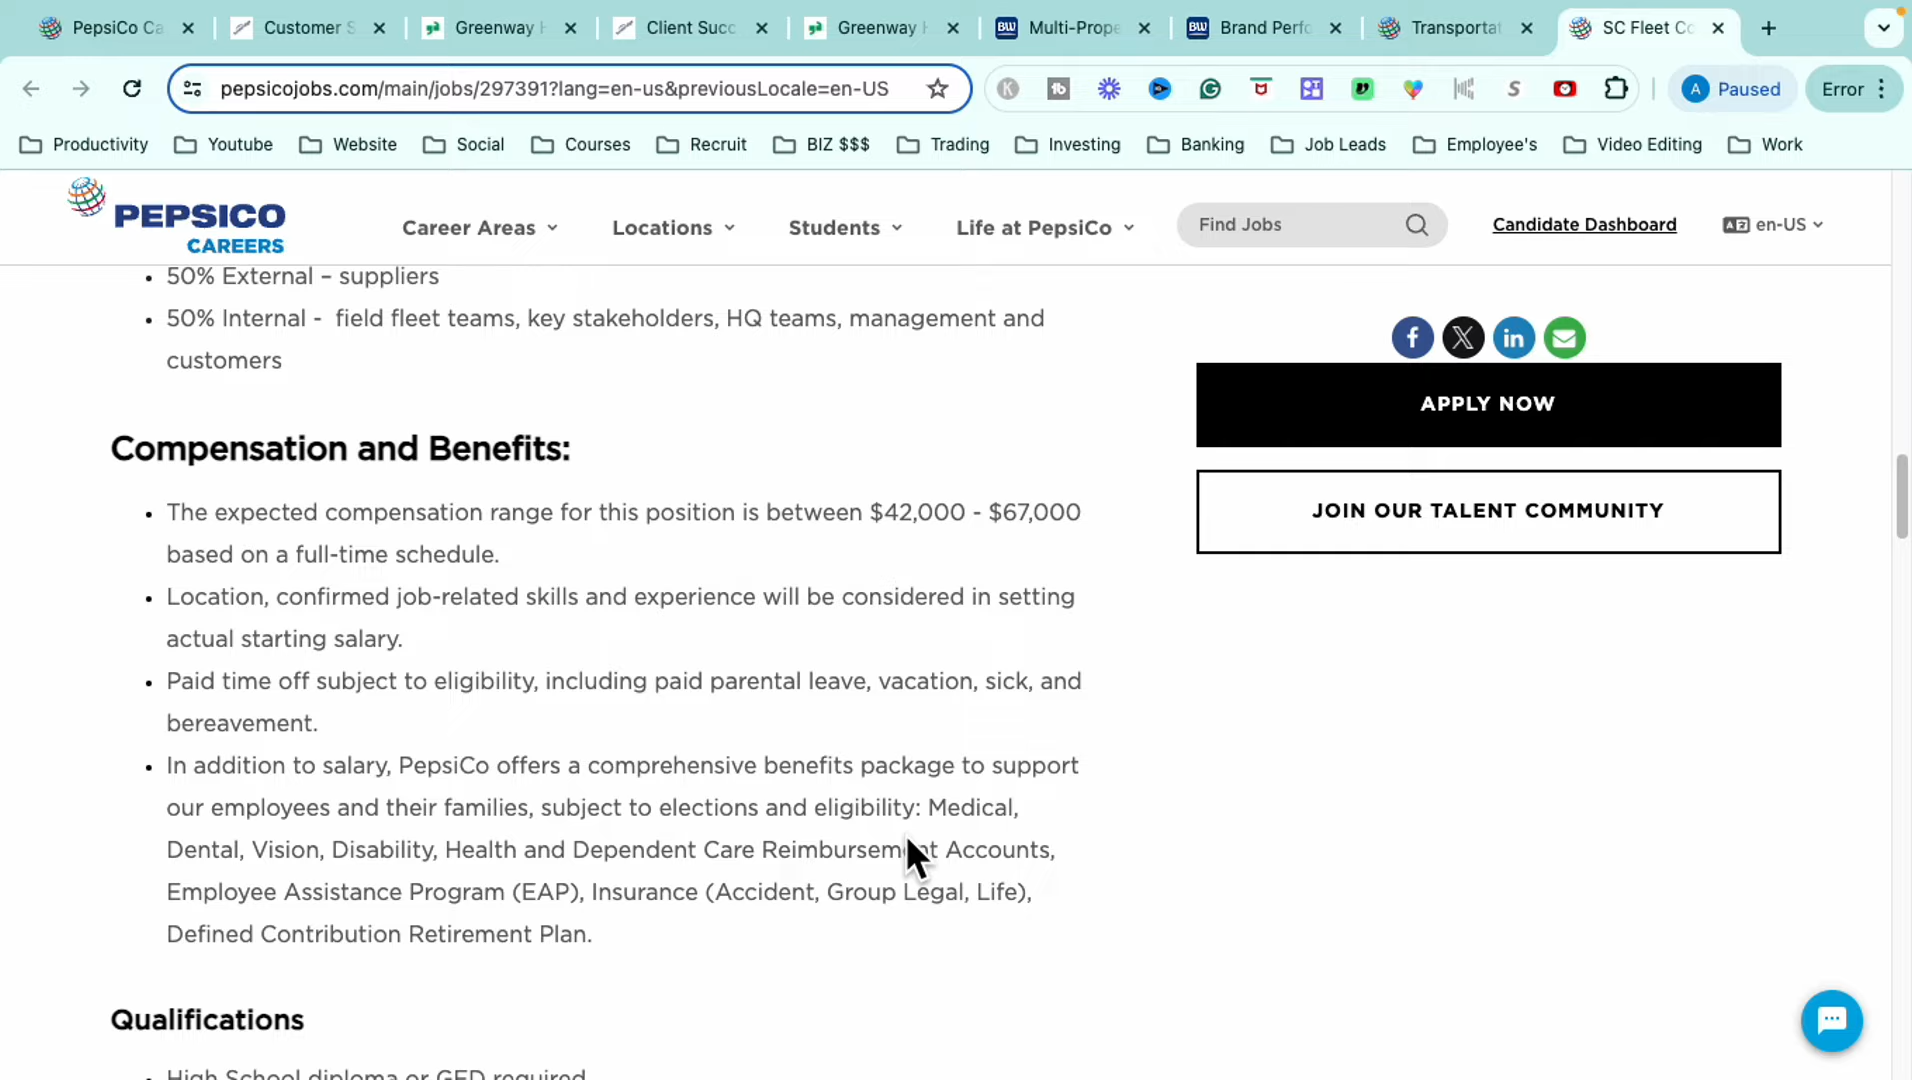 PepsiCo Ca
Customer S
Greenway H
Client Succ
Greenway H
Multi-Prope
Brand Perfo
Transportat
SC Fleet Co
pepsicojobs.com/main/jobs/297391?lang=en-us&previousLocale=en-US
A Paused
Error
Productivity
Youtube
Website
Social
Courses
Recruit
BIZ $$$
Trading
Investing
Banking
Job Leads
Employee's
Video Editing
Work
PEPSICO
CAREERS
Career Areas
Locations
Students
Life at PepsiCo
Find Jobs
Candidate Dashboard
en-US
• 50% External – suppliers
• 50% Internal - field fleet teams, key stakeholders, HQ teams, management and
customers
APPLY NOW
JOIN OUR TALENT COMMUNITY
Compensation and Benefits:
• The expected compensation range for this position is between $42,000 - $67,000
based on a full-time schedule.
• Location, confirmed job-related skills and experience will be considered in setting
actual starting salary.
• Paid time off subject to eligibility, including paid parental leave, vacation, sick, and
bereavement.
• In addition to salary, PepsiCo offers a comprehensive benefits package to support
our employees and their families, subject to elections and eligibility: Medical,
Dental, Vision, Disability, Health and Dependent Care Reimbursement Accounts,
Employee Assistance Program (EAP), Insurance (Accident, Group Legal, Life),
Defined Contribution Retirement Plan.
Qualifications
• High School diploma or GED required